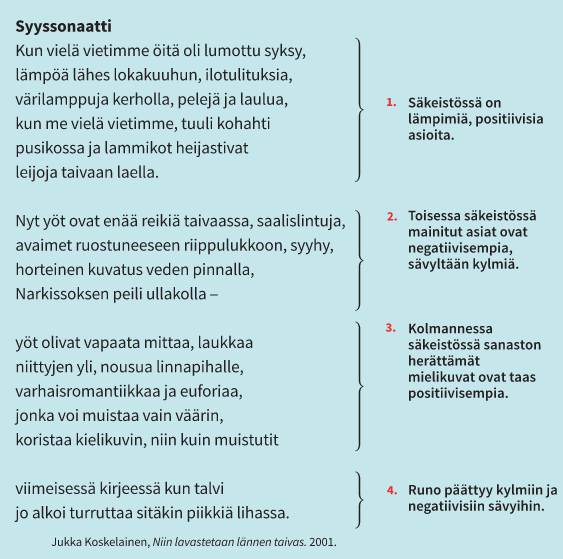 Syyssonaatti
Kun vielä vietimme öitä oli lumottu syksy,
lämpöä lähes lokakuuhun, ilotulituksia,
värilamppuja kerholla, pelejä ja laulua,
kun me vielä vietimme, tuuli kohahti
pusikossa ja lammikot heijastivat
leijoja taivaan laella.
1. Säkeistössä on
lämpimiä, positiivisia
asioita.
Nyt yöt ovat enää reikiä taivaassa, saalislintuja,
avaimet ruostuneeseen riippulukkoon, syyhy,
horteinen kuvatus veden pinnalla,
Narkissoksen peili ullakolla –
2. Toisessa säkeistössä
mainitut asiat ovat
negatiivisempia,
sävyltään kylmiä.
yöt olivat vapaata mittaa, laukkaa
niittyjen yli, nousua linnapihalle,
varhaisromantiikkaa ja euforiaa,
jonka voi muistaa vain väärin,
koristaa kielikuvin, niin kuin muistutit
3. Kolmannessa
säkeistössä sanaston
herättämät
mielikuvat ovat taas
positiivisempia.
viimeisessä kirjeessä kun talvi
jo alkoi turruttaa sitäkin piikkiä lihassa.
4. Runo päättyy kylmiin ja
negatiivisiin sävyihin.
Jukka Koskelainen, Niin lavastetaan lännen taivas. 2001.